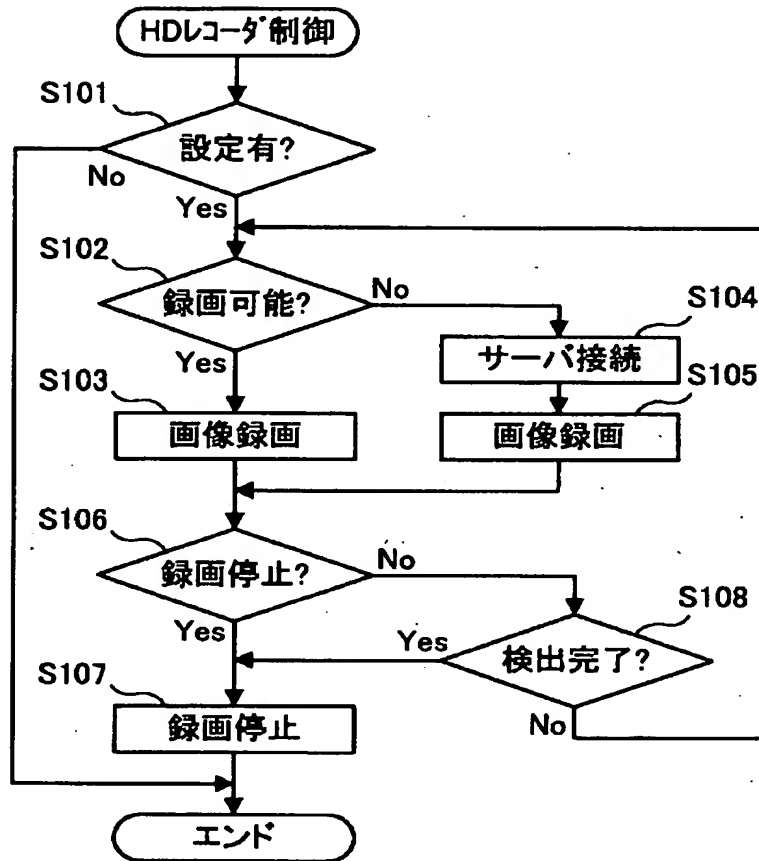 HDレコーダ制御
S101
設定有?
No
Yes
S102
録画可能?
No
Yes
S104
サーバ接続
S103
画像録画
S105
画像録画
S106
録画停止?
No
Yes
S108
検出完了?
Yes
No
S107
録画停止
エンド